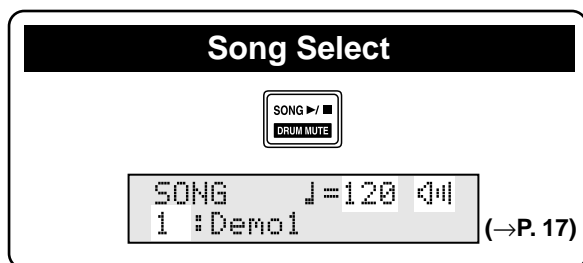 Song Select
SONG ►/■
DRUM MUTE
SONG ♩=120
1 :Demo1
(→P. 17)